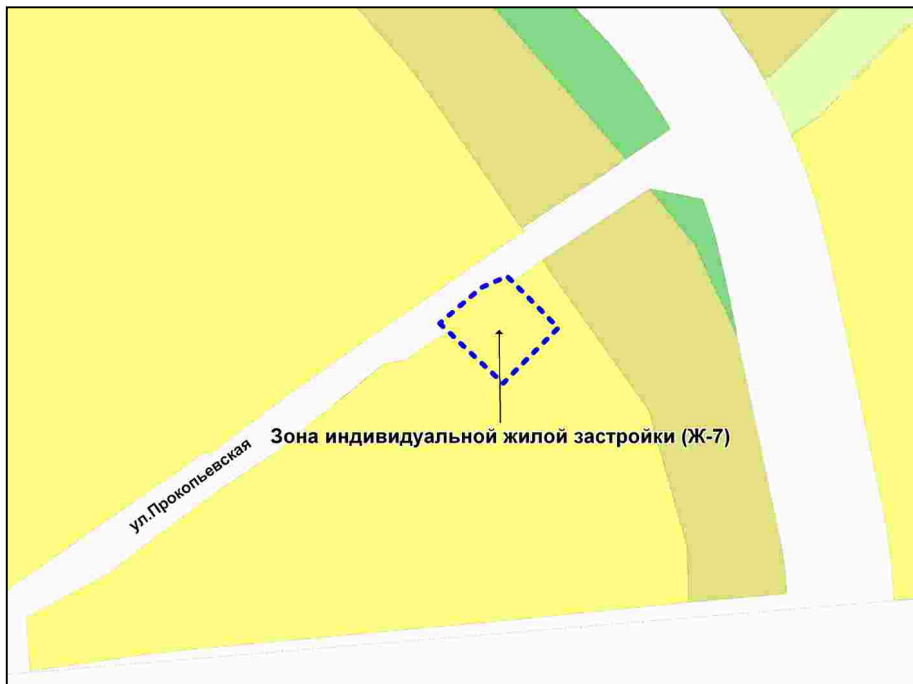 Зона индивидуальной жилой застройки (Ж-7)
ул.Прокопьевская